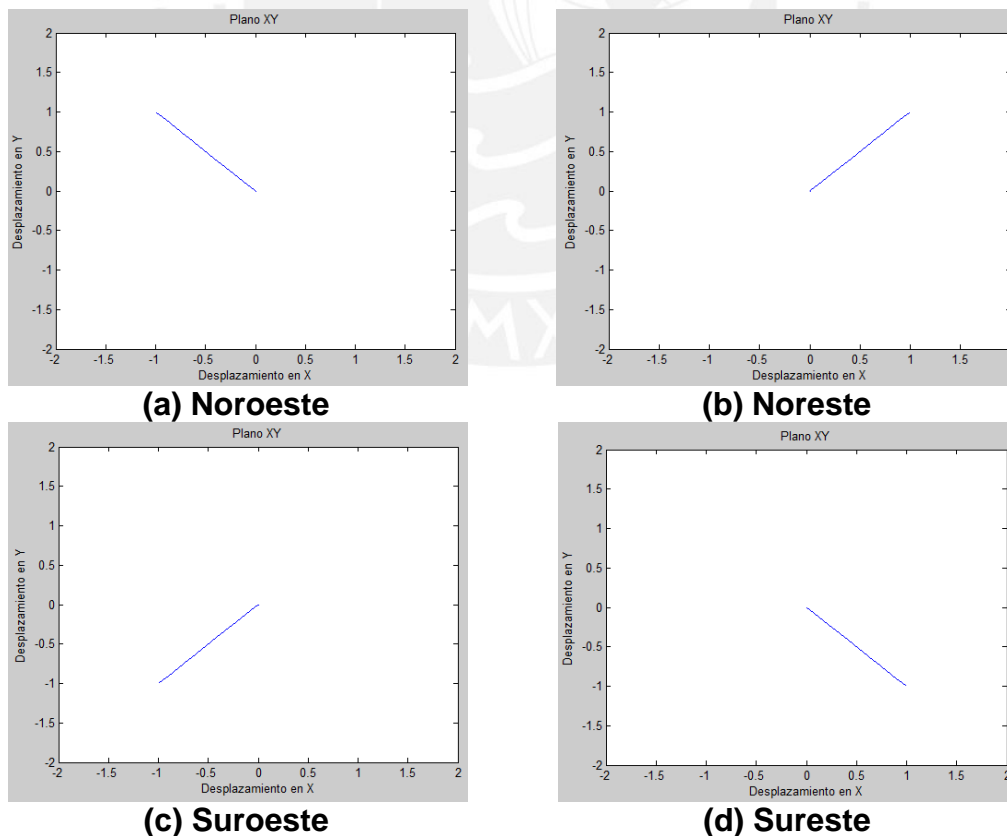 Plano XY
2
1.5
1
0.5
0
-0.5
-1
-1.5
-2
Desplazamiento en Y
-2 -1.5 -1 -0.5 0 0.5 1 1.5 2
Desplazamiento en X
(a) Noroeste
Plano XY
2
1.5
1
0.5
0
-0.5
-1
-1.5
-2
Desplazamiento en Y
-2 -1.5 -1 -0.5 0 0.5 1 1.5
Desplazamiento en X
(b) Noreste
Plano XY
2
1.5
1
0.5
0
-0.5
-1
-1.5
-2
Desplazamiento en Y
-2 -1.5 -1 -0.5 0 0.5 1 1.5 2
Desplazamiento en X
(c) Suroeste
Plano XY
2
1.5
1
0.5
0
-0.5
-1
-1.5
-2
Desplazamiento en Y
-2 -1.5 -1 -0.5 0 0.5 1 1.5 2
Desplazamiento en X
(d) Sureste